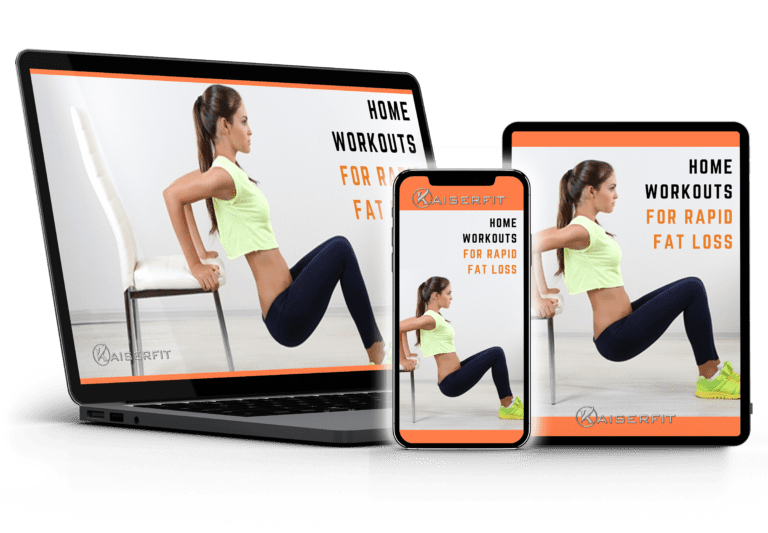 HOME
WORKOUTS
FOR RAPID
FAT
KAISERFIT
KAISERFIT
HOME
WORKOUTS
FOR RAPID
FAT LOSS
HOME
WORKOUTS
FOR RAPID
FAT LOSS
KAISERFIT